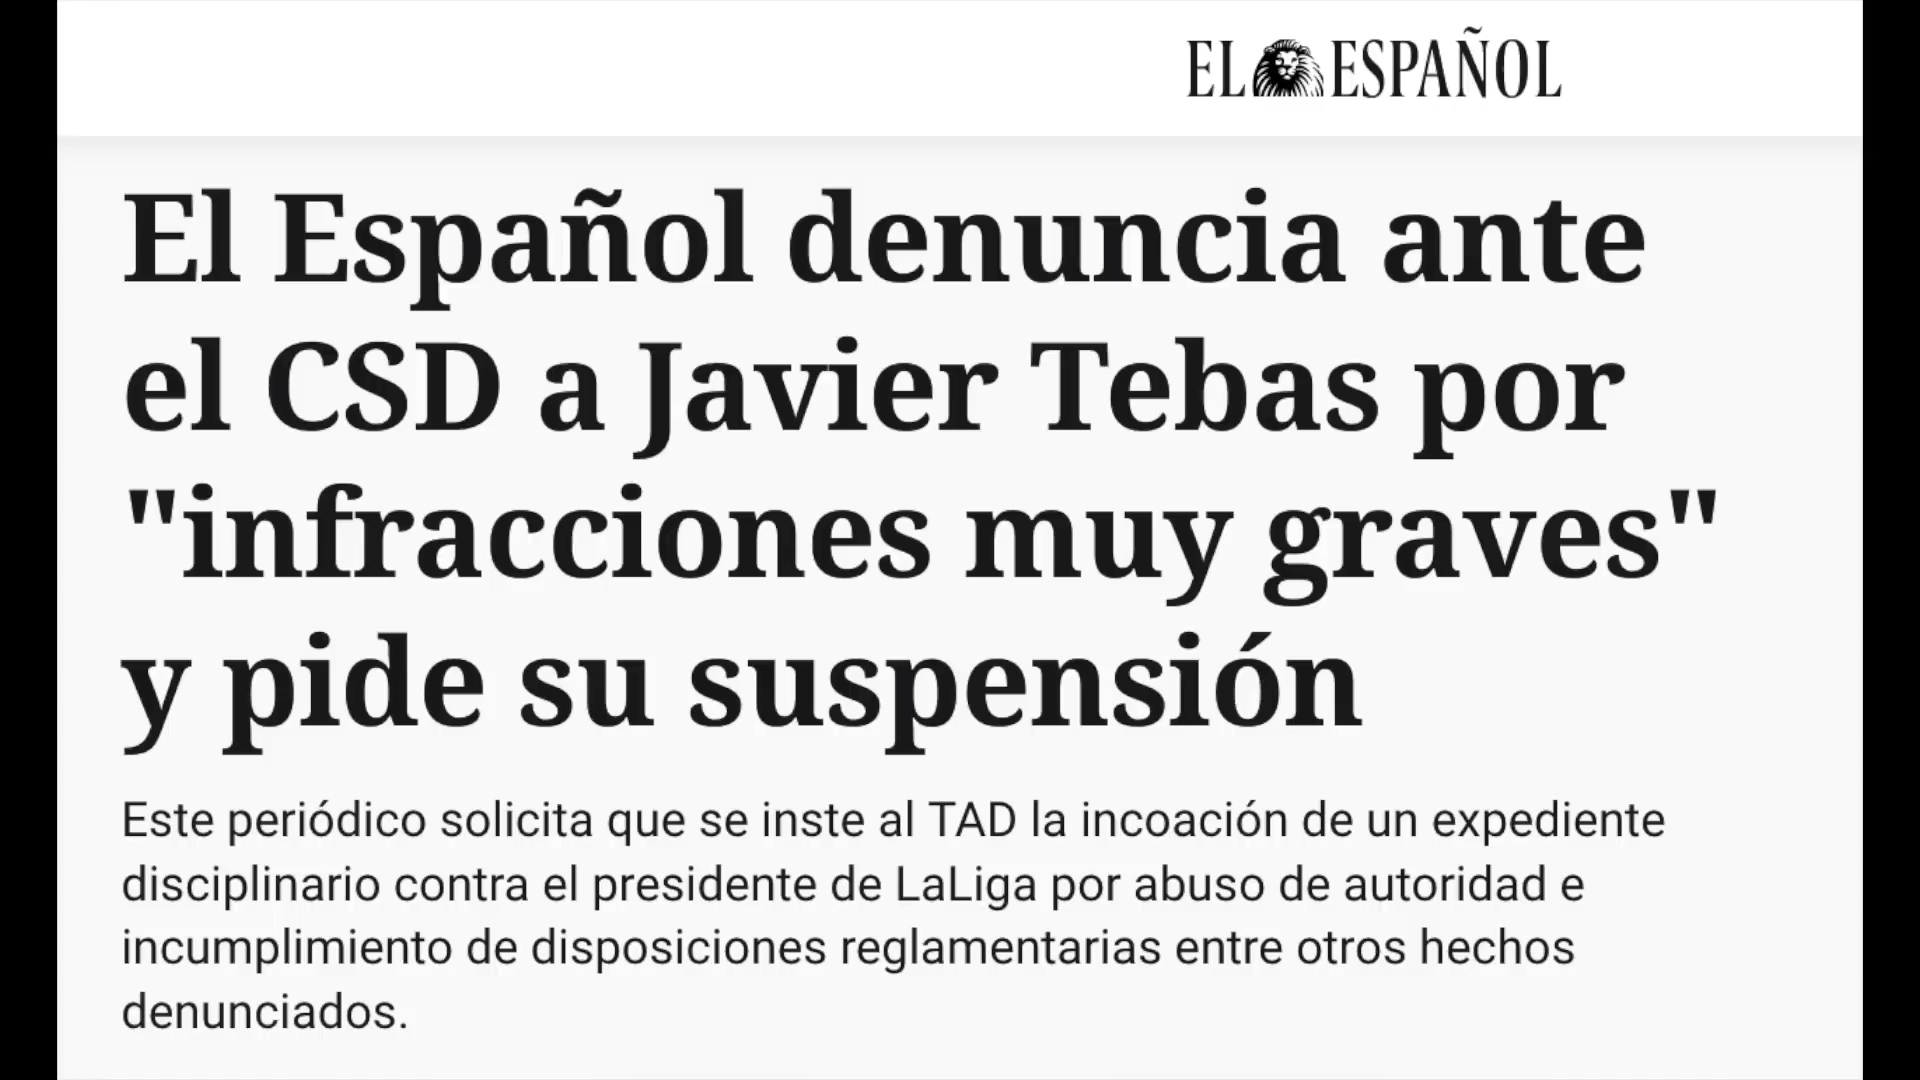 EL ESPAÑOL
El Español denuncia ante
el CSD a Javier Tebas por
"infracciones muy graves"
y pide su suspensión
Este periódico solicita que se inste al TAD la incoación de un expediente
disciplinario contra el presidente de LaLiga por abuso de autoridad e
incumplimiento de disposiciones reglamentarias entre otros hechos
denunciados.